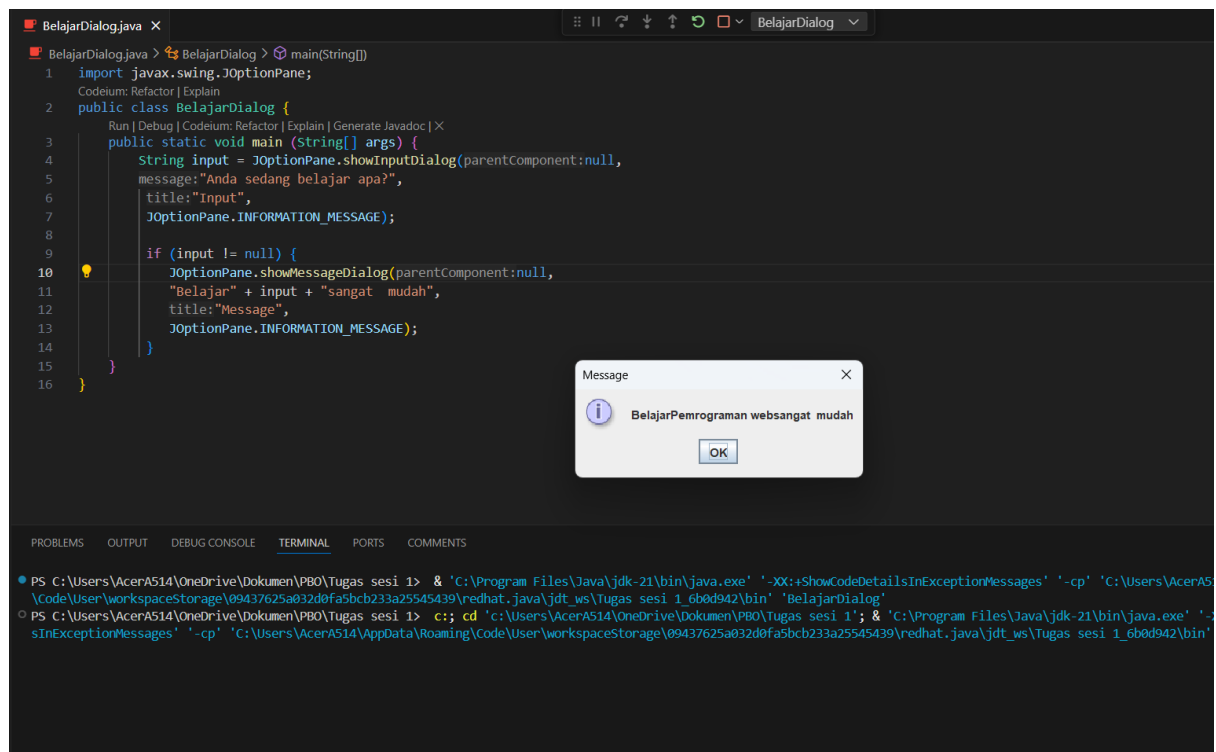 BelajarDialog.java
BelajarDialog
BelajarDialog.java > BelajarDialog > main(String[])
1 import javax.swing.JOptionPane;
Codeium: Refactor | Explain
2 public class BelajarDialog {
Run | Debug | Codeium: Refactor | Explain | Generate Javadoc | X
3 public static void main (String[] args) {
4 String input = JOptionPane.showInputDialog(parentComponent:null,
5 message:"Anda sedang belajar apa?",
6 title:"Input",
7 JOptionPane.INFORMATION_MESSAGE);
8
9 if (input != null) {
10 JOptionPane.showMessageDialog(parentComponent:null,
11 "Belajar" + input + "sangat  mudah",
12 title:"Message",
13 JOptionPane.INFORMATION_MESSAGE);
14 }
15 }
16 }
Message
BelajarPemrograman websangat  mudah
OK
PROBLEMS OUTPUT DEBUG CONSOLE TERMINAL PORTS COMMENTS
PS C:\Users\AcerA514\OneDrive\Dokumen\PBO\Tugas sesi 1>  & 'C:\Program Files\Java\jdk-21\bin\java.exe' '-XX:+ShowCodeDetailsInExceptionMessages' '-cp' 'C:\Users\AcerA5
\Code\User\workspaceStorage\09437625a032d0fa5bcb233a25545439\redhat.java\jdt_ws\Tugas sesi 1_6b0d942\bin' 'BelajarDialog'
PS C:\Users\AcerA514\OneDrive\Dokumen\PBO\Tugas sesi 1>  c:; cd 'c:\Users\AcerA514\OneDrive\Dokumen\PBO\Tugas sesi 1'; & 'C:\Program Files\Java\jdk-21\bin\java.exe' '-X
sInExceptionMessages' '-cp' 'C:\Users\AcerA514\AppData\Roaming\Code\User\workspaceStorage\09437625a032d0fa5bcb233a25545439\redhat.java\jdt_ws\Tugas sesi 1_6b0d942\bin'